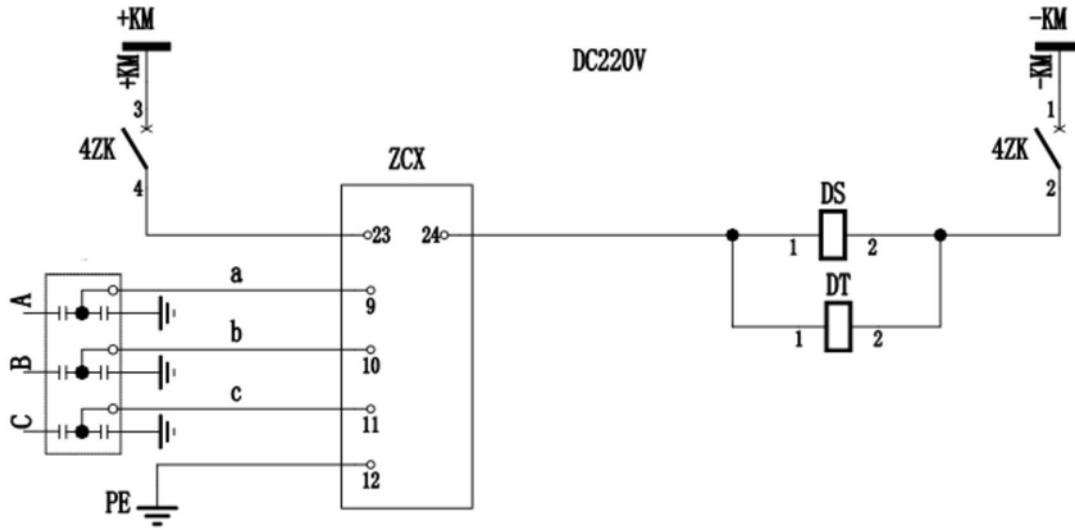 +KM
-KM
DC220V
+KM
-KM
3
1
4ZK
4ZK
ZCX
4
2
DS
23
24
1
2
a
DT
A
9
1
2
b
B
10
c
C
11
12
PE